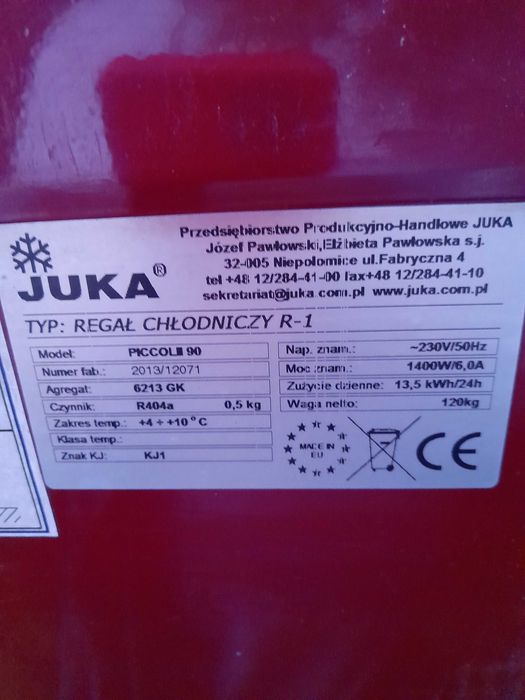 Przedsiębiorstwo Produkcyjno-Handlowe JUKA
Józef Pawłowski,Elżbieta Pawłowska s.j.
32-005 Niepołomice ul.Fabryczna 4
tel +48 12/284-41-00 fax+48 12/284-41-10
sekretariat@juka.com.pl www.juka.com.pl
JUKA®
TYP: REGAŁ CHŁODNICZY R-1
Model: PICCOLI 90
Numer fab.: 2013/12071
Agregat: 6213 GK
Czynnik: R404a 0,5 kg
Zakres temp.: +4 ÷ +10°C
Klasa temp.:
Znak KJ: KJ1
Nap. znam.: ~230V/50Hz
Moc znam.: 1400W/6,0A
Zużycie dzienne: 13,5 kWh/24h
Waga netto: 120kg
MADE IN
EU
CE